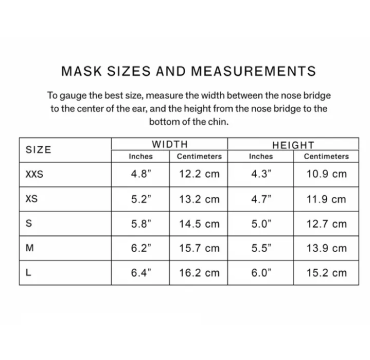 MASK SIZES AND MEASUREMENTS
To gauge the best size, measure the width between the nose bridge
to the center of the ear, and the height from the nose bridge to the
bottom of the chin.
SIZE WIDTH HEIGHT
Inches Centimeters Inches Centimeters
XXS 4.8" 12.2 cm 4.3" 10.9 cm
XS 5.2" 13.2 cm 4.7" 11.9 cm
S 5.8" 14.5 cm 5.0" 12.7 cm
M 6.2" 15.7 cm 5.5" 13.9 cm
L 6.4" 16.2 cm 6.0" 15.2 cm